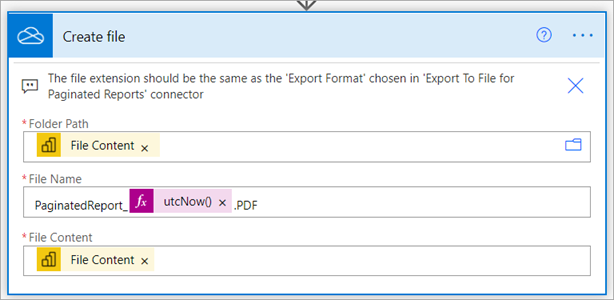 Create file
The file extension should be the same as the 'Export Format' chosen in 'Export To File for
Paginated Reports' connector
*Folder Path
File Content ×
*File Name
PaginatedReport_ fx utcNow() × .PDF
*File Content
File Content ×